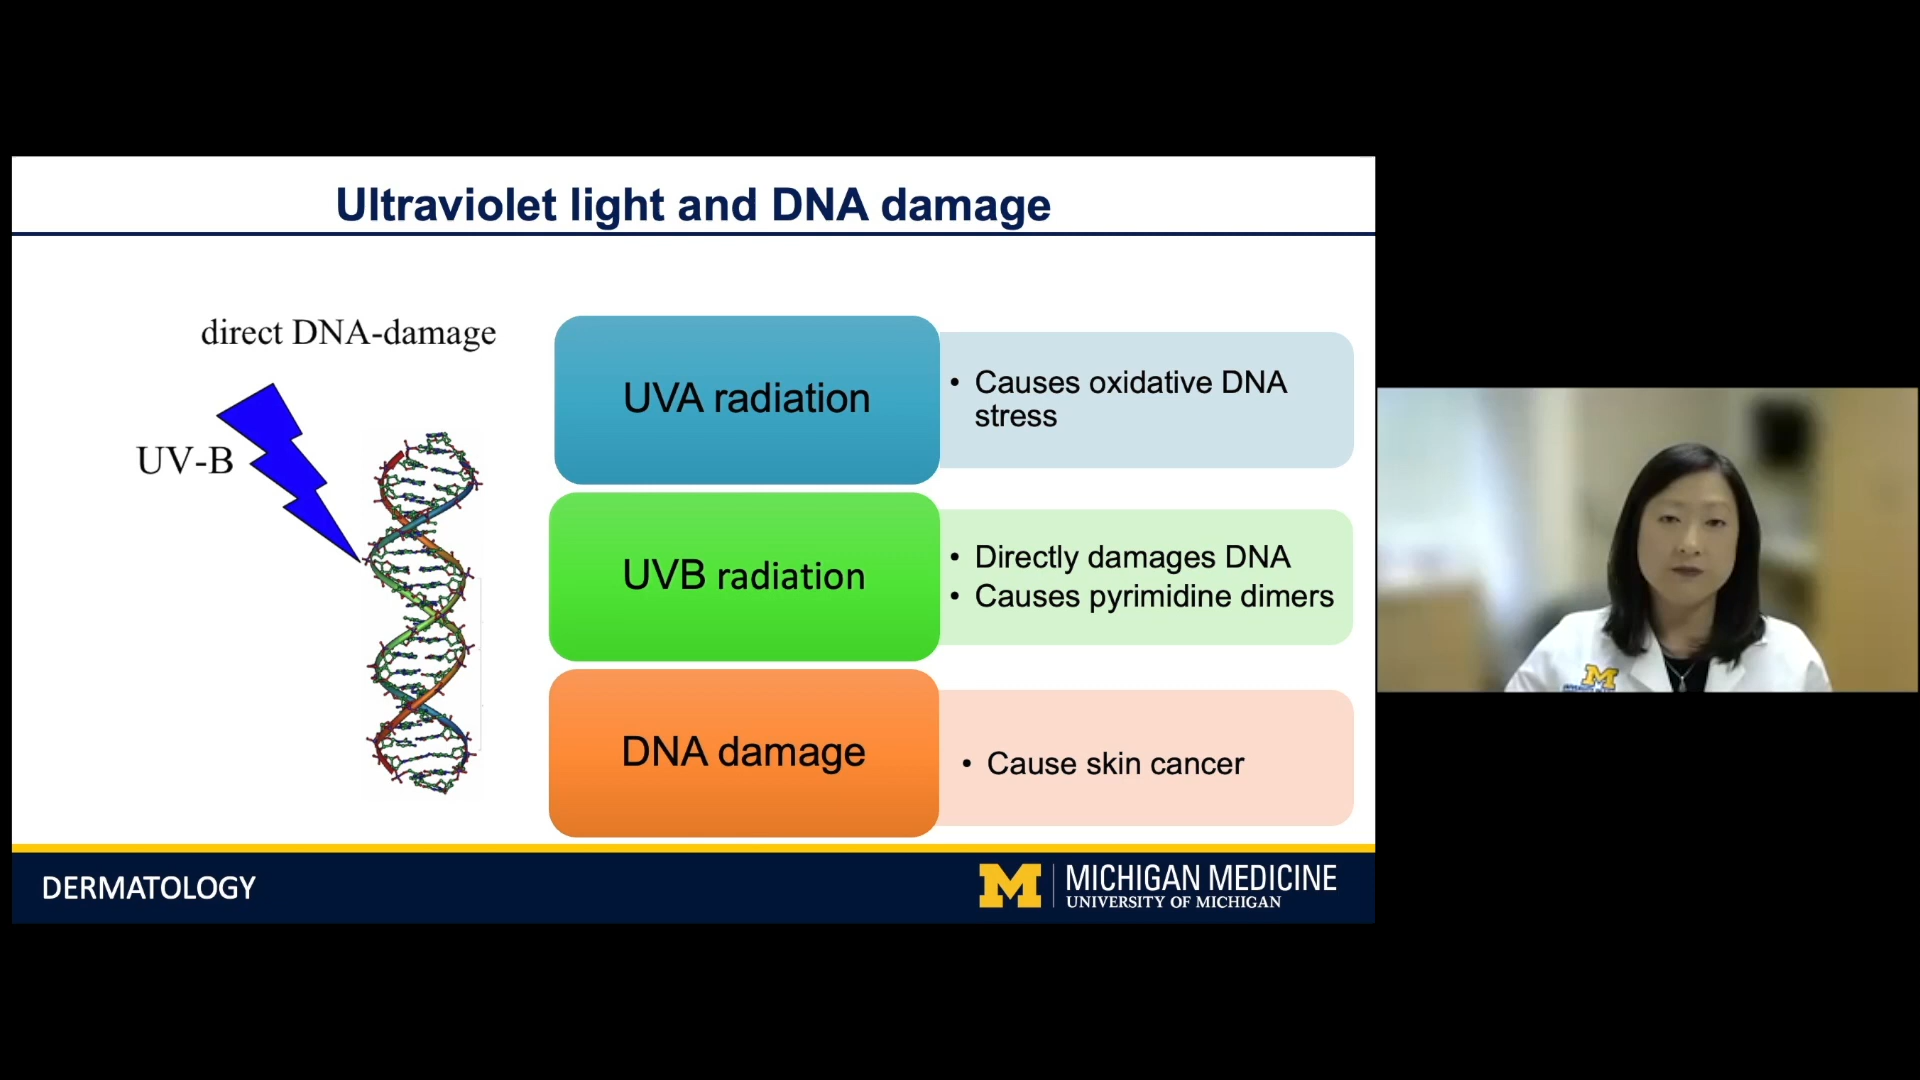 Ultraviolet light and DNA damage
direct DNA-damage
UV-B
UVA radiation
• Causes oxidative DNA
stress
UVB radiation
• Directly damages DNA
• Causes pyrimidine dimers
DNA damage
• Cause skin cancer
DERMATOLOGY
M
MICHIGAN MEDICINE
UNIVERSITY OF MICHIGAN
M